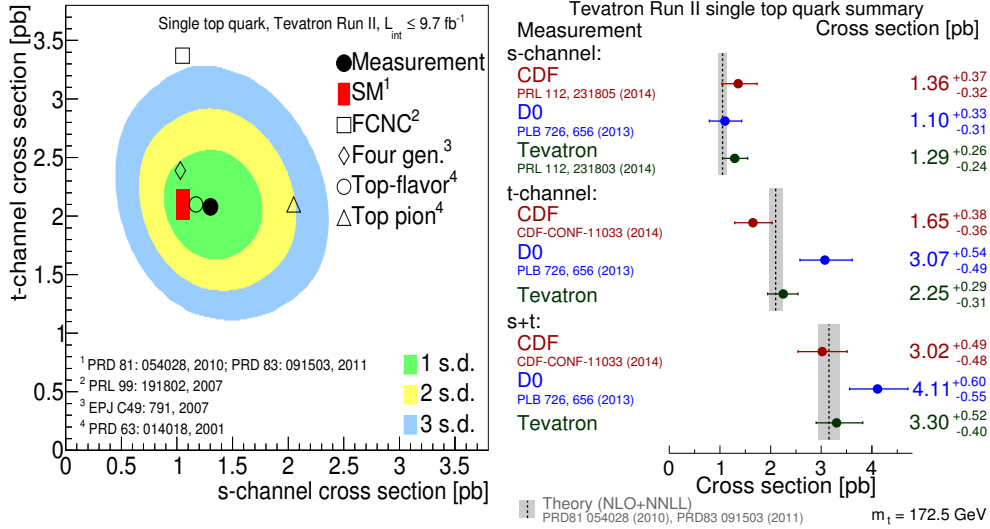 Single top quark, Tevatron Run II, L_int ≤ 9.7 fb⁻¹
Measurement
SM¹
FCNC²
Four gen.³
Top-flavor⁴
Top pion⁴
¹ PRD 81: 054028, 2010; PRD 83: 091503, 2011
² PRL 99: 191802, 2007
³ EPJ C49: 791, 2007
⁴ PRD 63: 014018, 2001
1 s.d.
2 s.d.
3 s.d.
t-channel cross section [pb]
3.5
3
2.5
2
1.5
1
0.5
0
0 0.5 1 1.5 2 2.5 3 3.5
s-channel cross section [pb]
Tevatron Run II single top quark summary
Measurement Cross section [pb]
s-channel:
CDF 1.36 +0.37 -0.32
PRL 112, 231805 (2014)
D0 1.10 +0.33 -0.31
PLB 726, 656 (2013)
Tevatron 1.29 +0.26 -0.24
PRL 112, 231803 (2014)
t-channel:
CDF 1.65 +0.38 -0.36
CDF-CONF-11033 (2014)
D0 3.07 +0.54 -0.49
PLB 726, 656 (2013)
Tevatron 2.25 +0.29 -0.31
s+t:
CDF 3.02 +0.49 -0.48
CDF-CONF-11033 (2014)
D0 4.11 +0.60 -0.55
PLB 726, 656 (2013)
Tevatron 3.30 +0.52 -0.40
0 1 2 3 4
Cross section [pb]
Theory (NLO+NNLL)
PRD81 054028 (2010), PRD83 091503 (2011)
m_t = 172.5 GeV